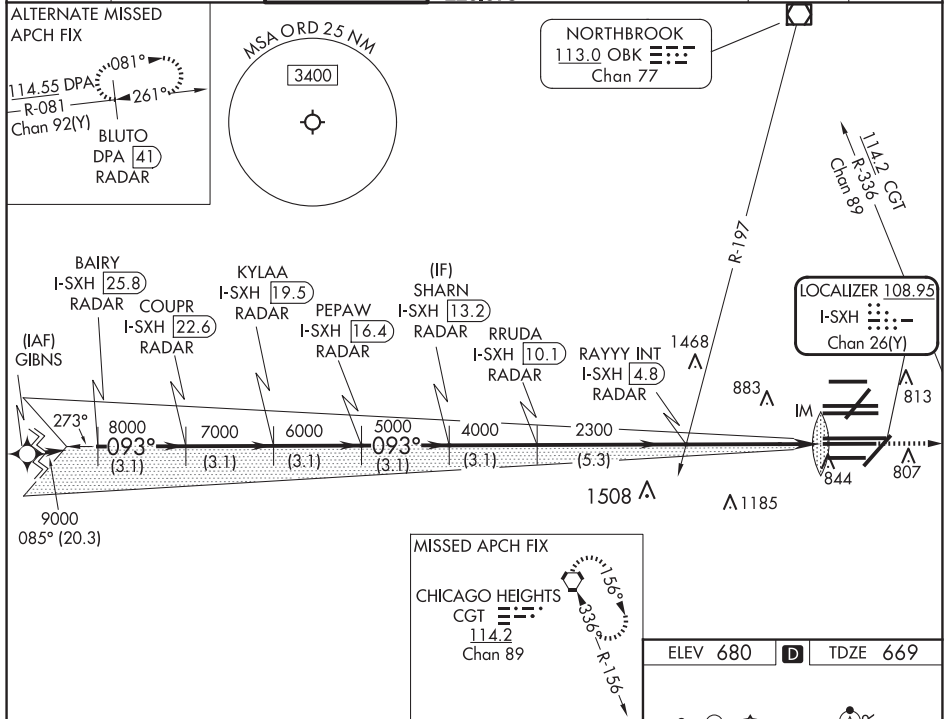 ALTERNATE MISSED
APCH FIX
114.55 DPA
R-081
Chan 92(Y)
081°
261°
BLUTO
DPA 41
RADAR
MSA ORD 25 NM
3400
NORTHBROOK
113.0 OBK
Chan 77
114.2 CGT
R-336
Chan 89
R-197
LOCALIZER 108.95
I-SXH
Chan 26(Y)
(IAF)
GIBNS
BAIRY
I-SXH 25.8
RADAR
COUPR
I-SXH 22.6
RADAR
KYLAA
I-SXH 19.5
RADAR
PEPAW
I-SXH 16.4
RADAR
(IF)
SHARN
I-SXH 13.2
RADAR
RRUDA
I-SXH 10.1
RADAR
RAYYY INT
I-SXH 4.8
RADAR
1468
883
IM
813
273°
8000
093°
(3.1)
7000
(3.1)
6000
(3.1)
5000
093°
(3.1)
4000
(3.1)
2300
(5.3)
844
807
1508
1185
9000
085° (20.3)
MISSED APCH FIX
CHICAGO HEIGHTS
CGT
114.2
Chan 89
156°
336°
R-156
ELEV 680
D
TDZE 669